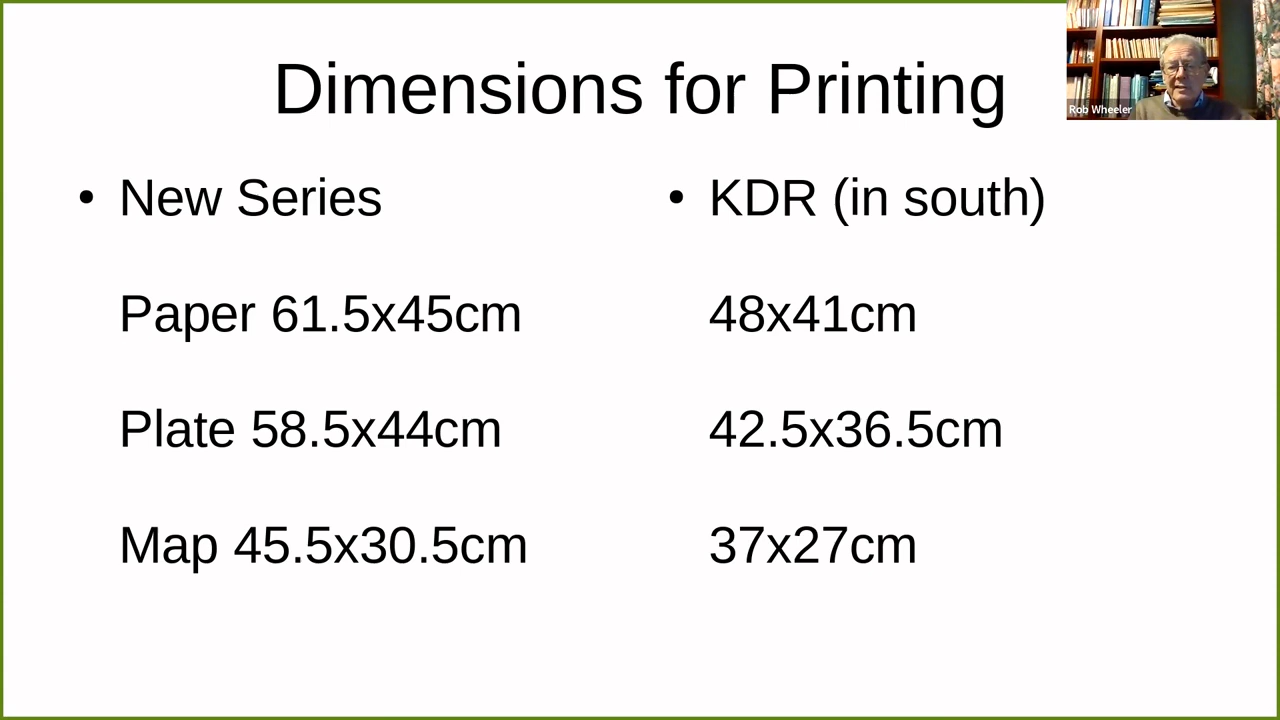 Dimensions for Printing
Rob Wheeler
• New Series
Paper 61.5x45cm
Plate 58.5x44cm
Map 45.5x30.5cm
• KDR (in south)
48x41cm
42.5x36.5cm
37x27cm